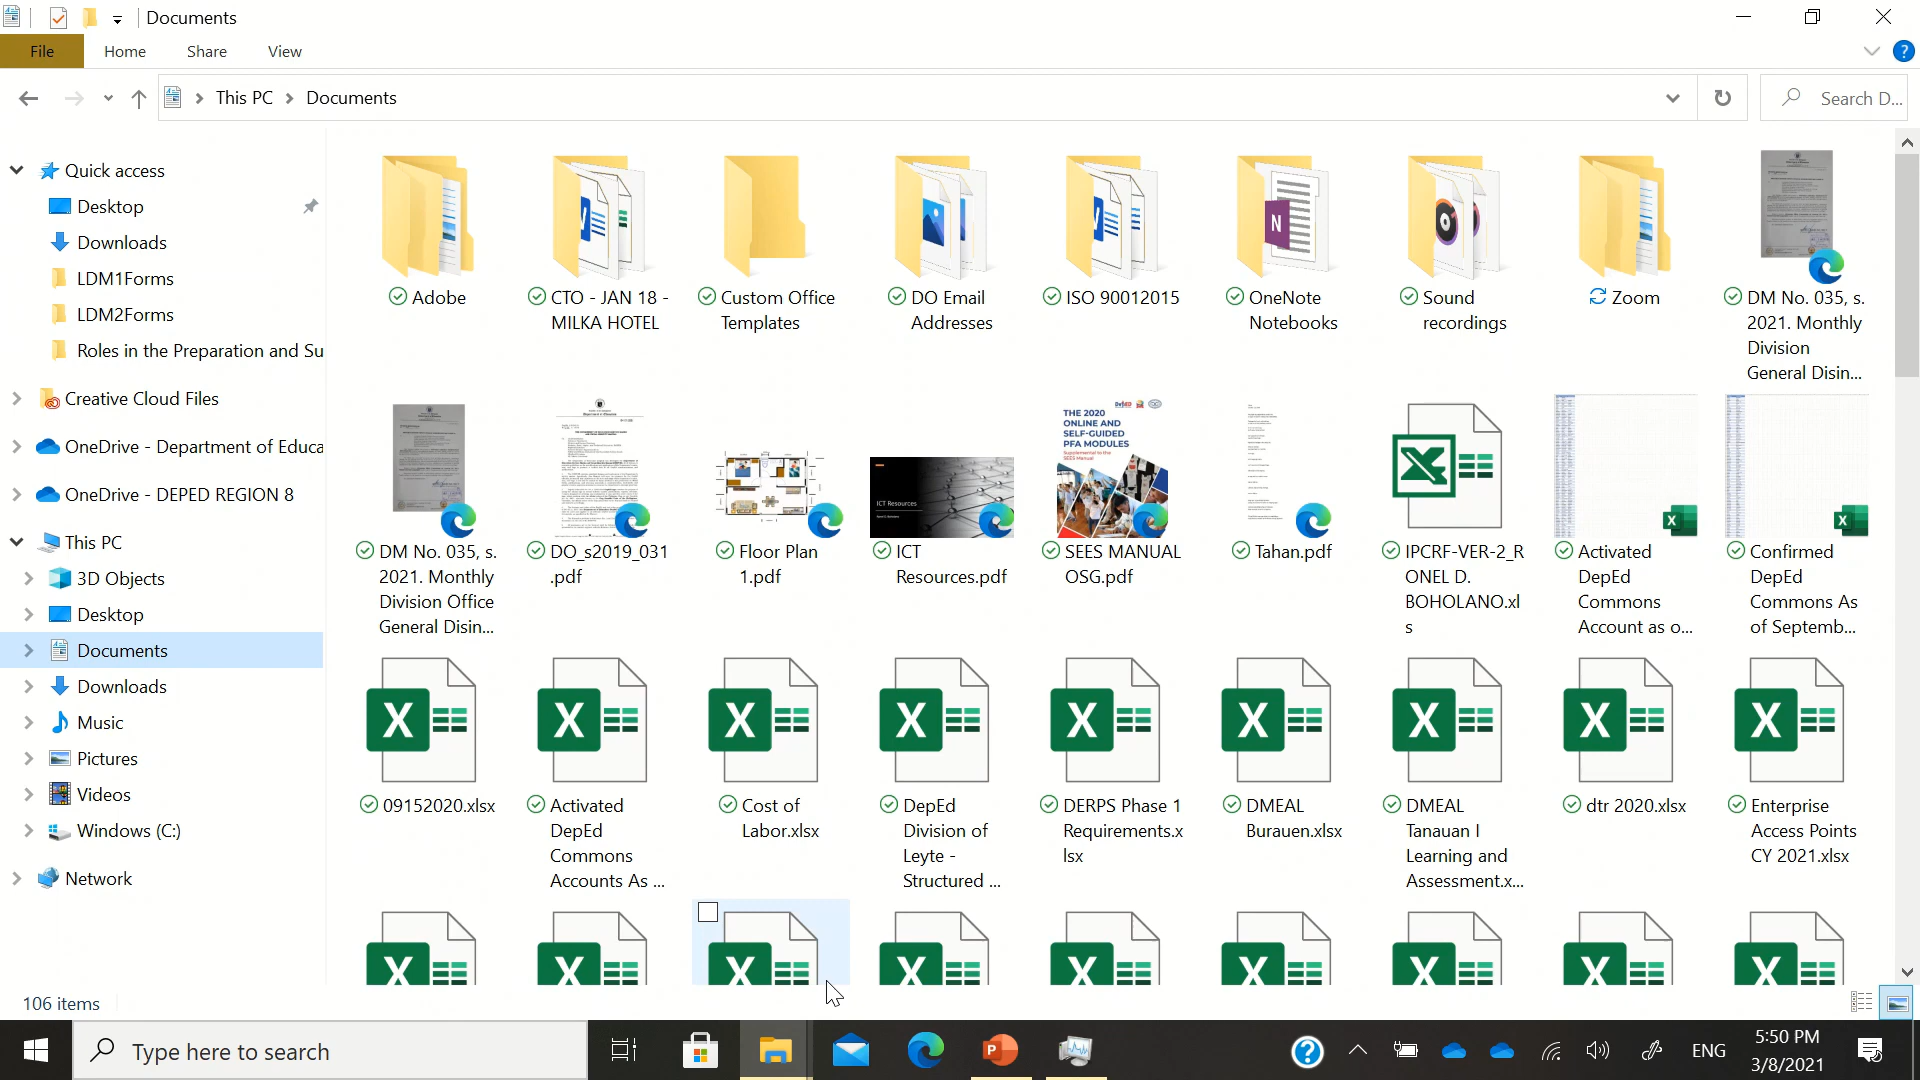 Documents
File
Home
Share
View
This PC
Documents
Search D...
Quick access
Desktop
Downloads
LDM1Forms
LDM2Forms
Roles in the Preparation and Su
Creative Cloud Files
OneDrive - Department of Educa
OneDrive - DEPED REGION 8
This PC
3D Objects
Desktop
Documents
Downloads
Music
Pictures
Videos
Windows (C:)
Network
Adobe
CTO - JAN 18 -
MILKA HOTEL
Custom Office
Templates
DO Email
Addresses
ISO 90012015
OneNote
Notebooks
Sound
recordings
Zoom
DM No. 035, s.
2021. Monthly
Division
General Disin...
THE 2020
ONLINE AND
SELF-GUIDED
PFA MODULES
Supplemental to the
SEES Manual
ICT Resources
DM No. 035, s.
2021. Monthly
Division Office
General Disin...
DO_s2019_031
.pdf
Floor Plan
1.pdf
ICT
Resources.pdf
SEES MANUAL
OSG.pdf
Tahan.pdf
IPCRF-VER-2_R
ONEL D.
BOHOLANO.xl
s
Activated
DepEd
Commons
Account as o...
Confirmed
DepEd
Commons As
of Septemb...
09152020.xlsx
Activated
DepEd
Commons
Accounts As ...
Cost of
Labor.xlsx
DepEd
Division of
Leyte -
Structured ...
DERPS Phase 1
Requirements.x
lsx
DMEAL
Burauen.xlsx
DMEAL
Tanauan I
Learning and
Assessment.x...
dtr 2020.xlsx
Enterprise
Access Points
CY 2021.xlsx
106 items
Type here to search
ENG
5:50 PM
3/8/2021